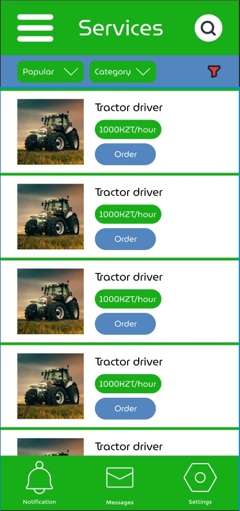 Services
Popular
Category
Tractor driver
1000KZT/hour
Order
Tractor driver
1000KZT/hour
Order
Tractor driver
1000KZT/hour
Order
Tractor driver
1000KZT/hour
Order
Tractor driver
Notification
Messages
Settings